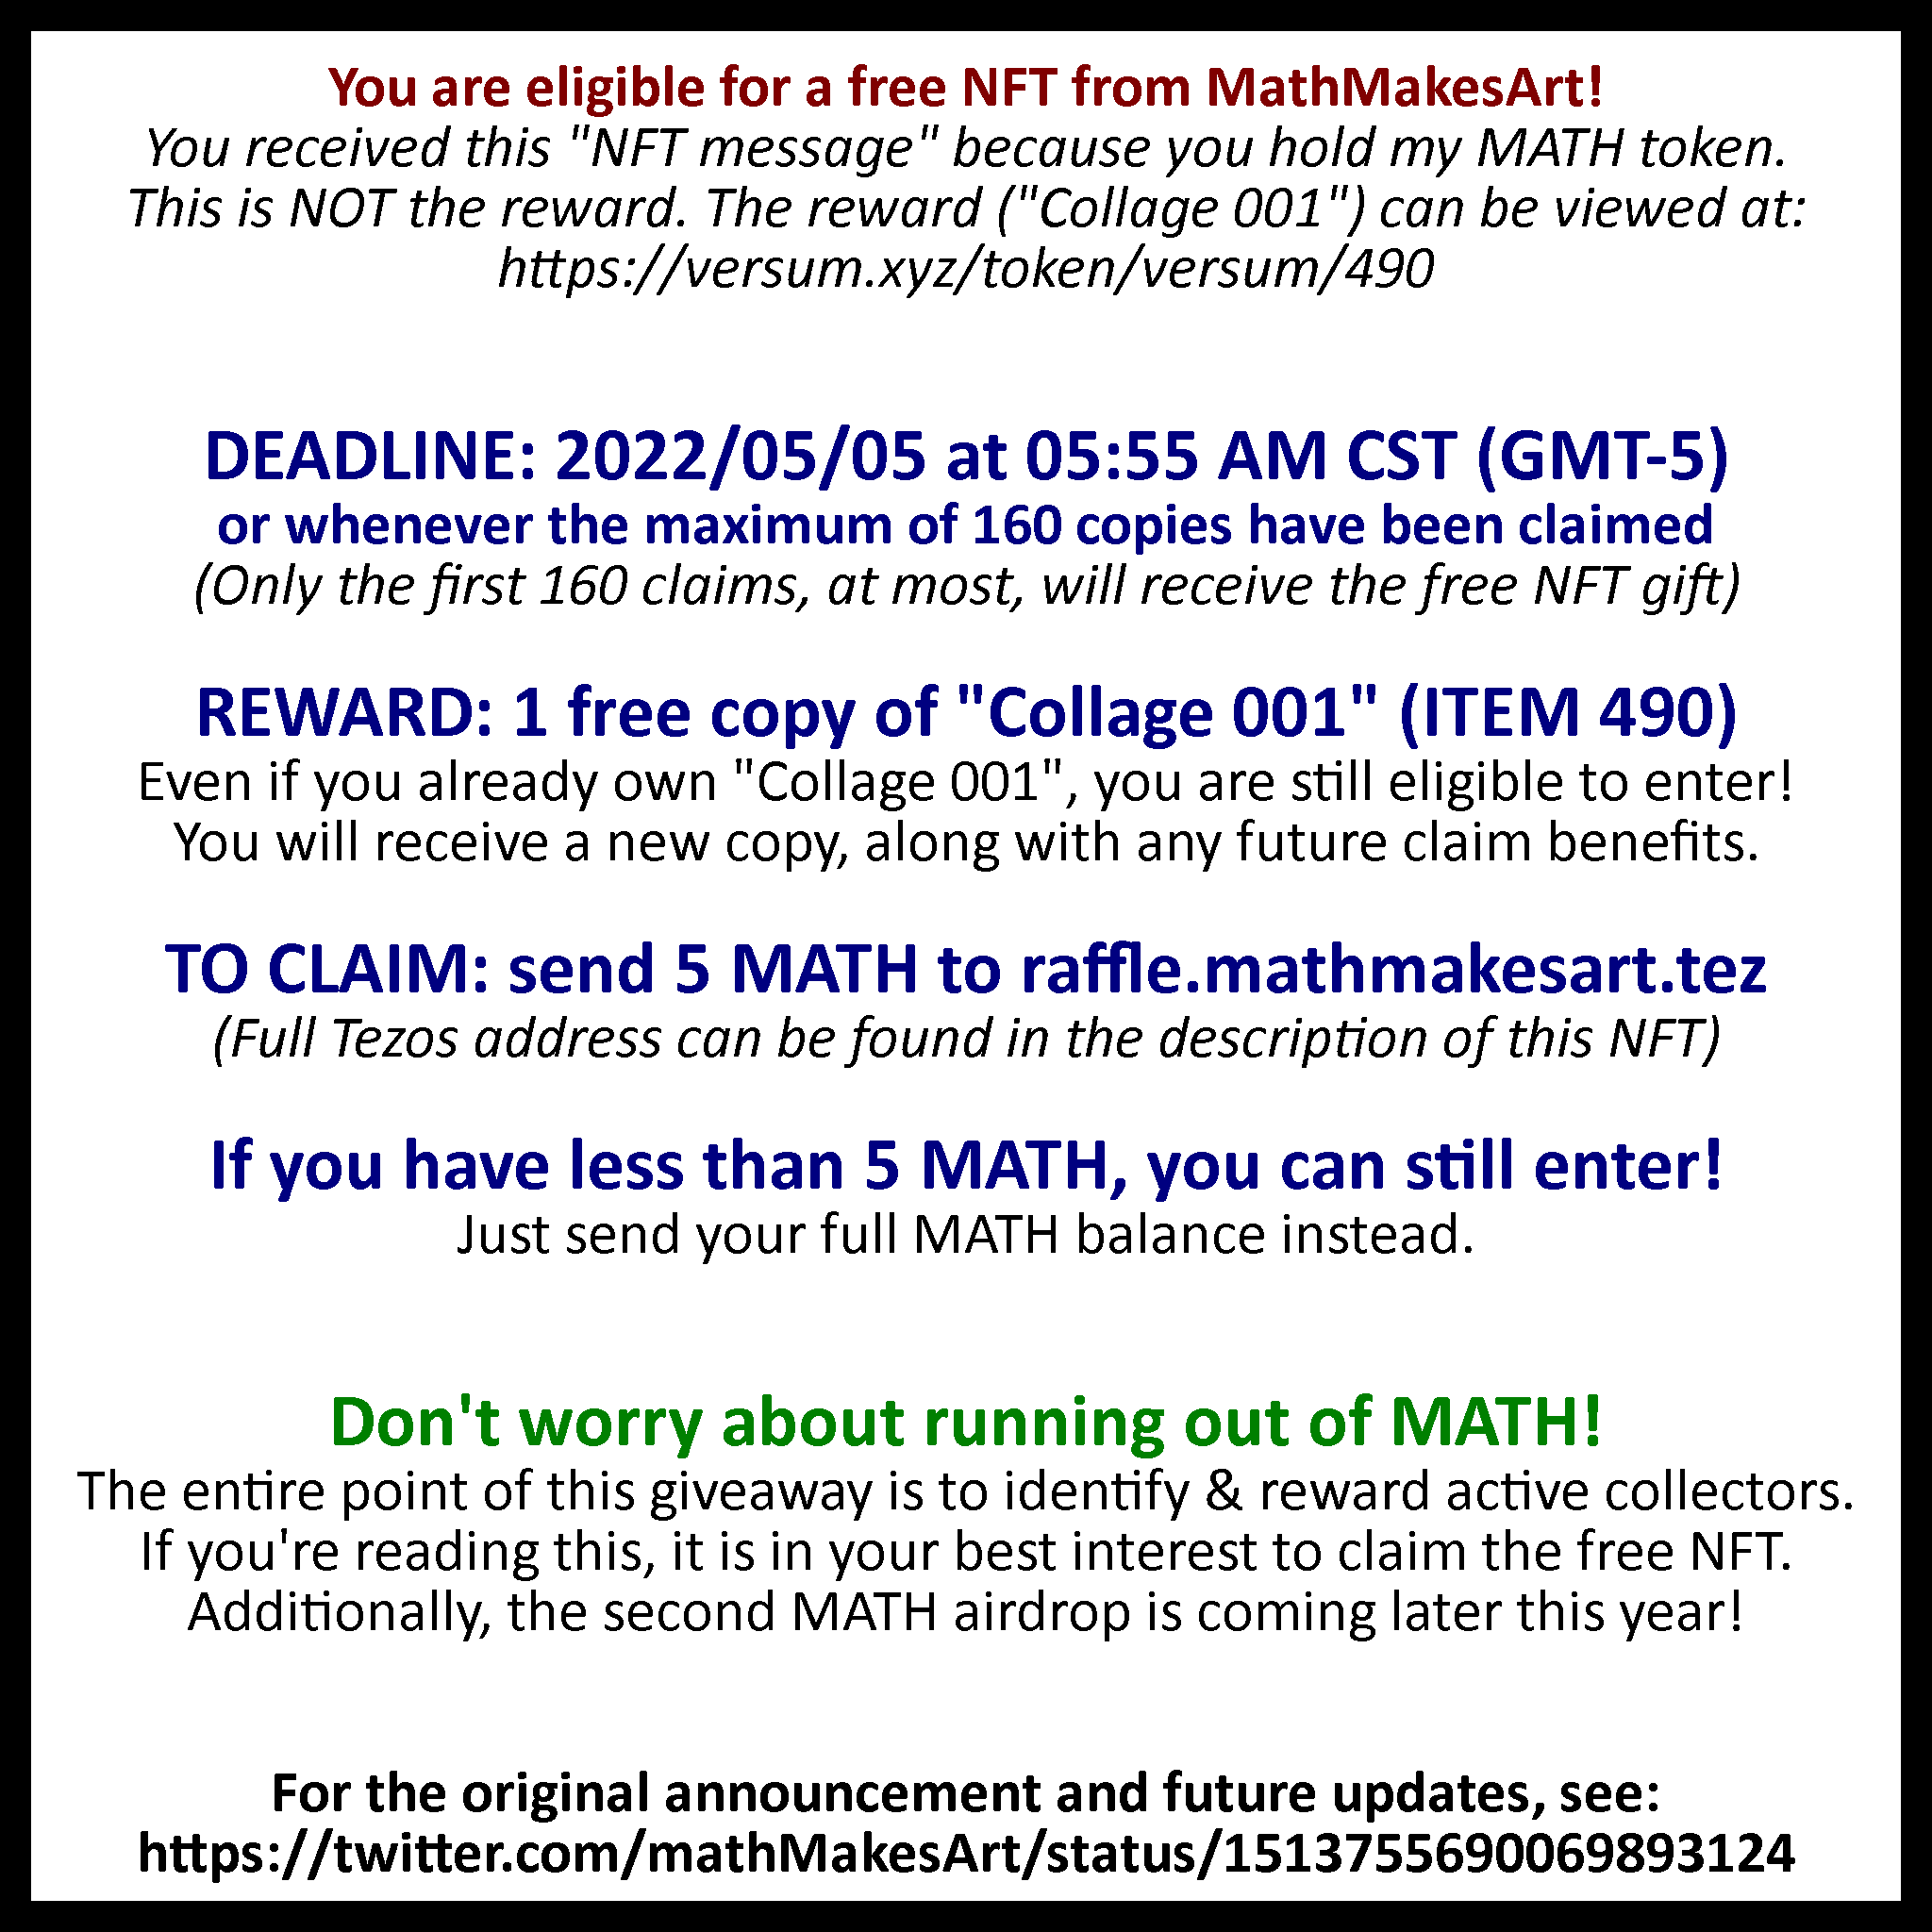 You are eligible for a free NFT from MathMakesArt!
You received this "NFT message" because you hold my MATH token.
This is NOT the reward. The reward ("Collage 001") can be viewed at:
https://versum.xyz/token/versum/490
DEADLINE: 2022/05/05 at 05:55 AM CST (GMT-5)
or whenever the maximum of 160 copies have been claimed
(Only the first 160 claims, at most, will receive the free NFT gift)
REWARD: 1 free copy of "Collage 001" (ITEM 490)
Even if you already own "Collage 001", you are still eligible to enter!
You will receive a new copy, along with any future claim benefits.
TO CLAIM: send 5 MATH to raffle.mathmakesart.tez
(Full Tezos address can be found in the description of this NFT)
If you have less than 5 MATH, you can still enter!
Just send your full MATH balance instead.
Don't worry about running out of MATH!
The entire point of this giveaway is to identify & reward active collectors.
If you're reading this, it is in your best interest to claim the free NFT.
Additionally, the second MATH airdrop is coming later this year!
For the original announcement and future updates, see:
https://twitter.com/mathMakesArt/status/1513755690069893124